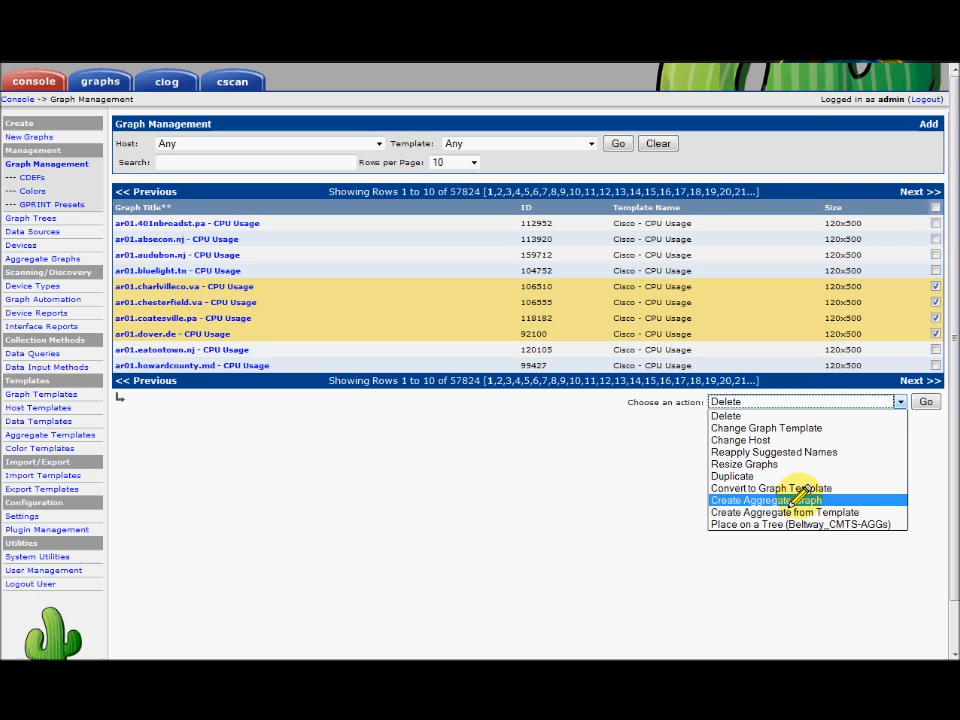 console graphs clog cscan
Console -> Graph Management Logged in as admin (Logout)
Create
New Graphs
Management
Graph Management
--- CDEFs
--- Colors
--- GPRINT Presets
Graph Trees
Data Sources
Devices
Aggregate Graphs
Scanning/Discovery
Device Types
Graph Automation
Device Reports
Interface Reports
Collection Methods
Data Queries
Data Input Methods
Templates
Graph Templates
Host Templates
Data Templates
Aggregate Templates
Color Templates
Import/Export
Import Templates
Export Templates
Configuration
Settings
Plugin Management
Utilities
System Utilities
User Management
Logout User
Graph Management Add
Host: Any Template: Any Go Clear
Search: Rows per Page: 10
<< Previous Showing Rows 1 to 10 of 57824 [1,2,3,4,5,6,7,8,9,10,11,12,13,14,15,16,17,18,19,20,21...] Next >>
Graph Title** ID Template Name Size
ar01.401nbroadst.pa - CPU Usage 112952 Cisco - CPU Usage 120x500
ar01.absecon.nj - CPU Usage 113920 Cisco - CPU Usage 120x500
ar01.audubon.nj - CPU Usage 159712 Cisco - CPU Usage 120x500
ar01.bluelight.tn - CPU Usage 104752 Cisco - CPU Usage 120x500
ar01.charlvilleco.va - CPU Usage 106510 Cisco - CPU Usage 120x500
ar01.chesterfield.va - CPU Usage 106555 Cisco - CPU Usage 120x500
ar01.coatesville.pa - CPU Usage 118182 Cisco - CPU Usage 120x500
ar01.dover.de - CPU Usage 92100 Cisco - CPU Usage 120x500
ar01.eatontown.nj - CPU Usage 120105 Cisco - CPU Usage 120x500
ar01.howardcounty.md - CPU Usage 99427 Cisco - CPU Usage 120x500
<< Previous Showing Rows 1 to 10 of 57824 [1,2,3,4,5,6,7,8,9,10,11,12,13,14,15,16,17,18,19,20,21...] Next >>
Choose an action: Delete Go
Delete
Change Graph Template
Change Host
Reapply Suggested Names
Resize Graphs
Duplicate
Convert to Graph Template
Create Aggregate Graph
Create Aggregate from Template
Place on a Tree (Beltway_CMTS-AGGs)